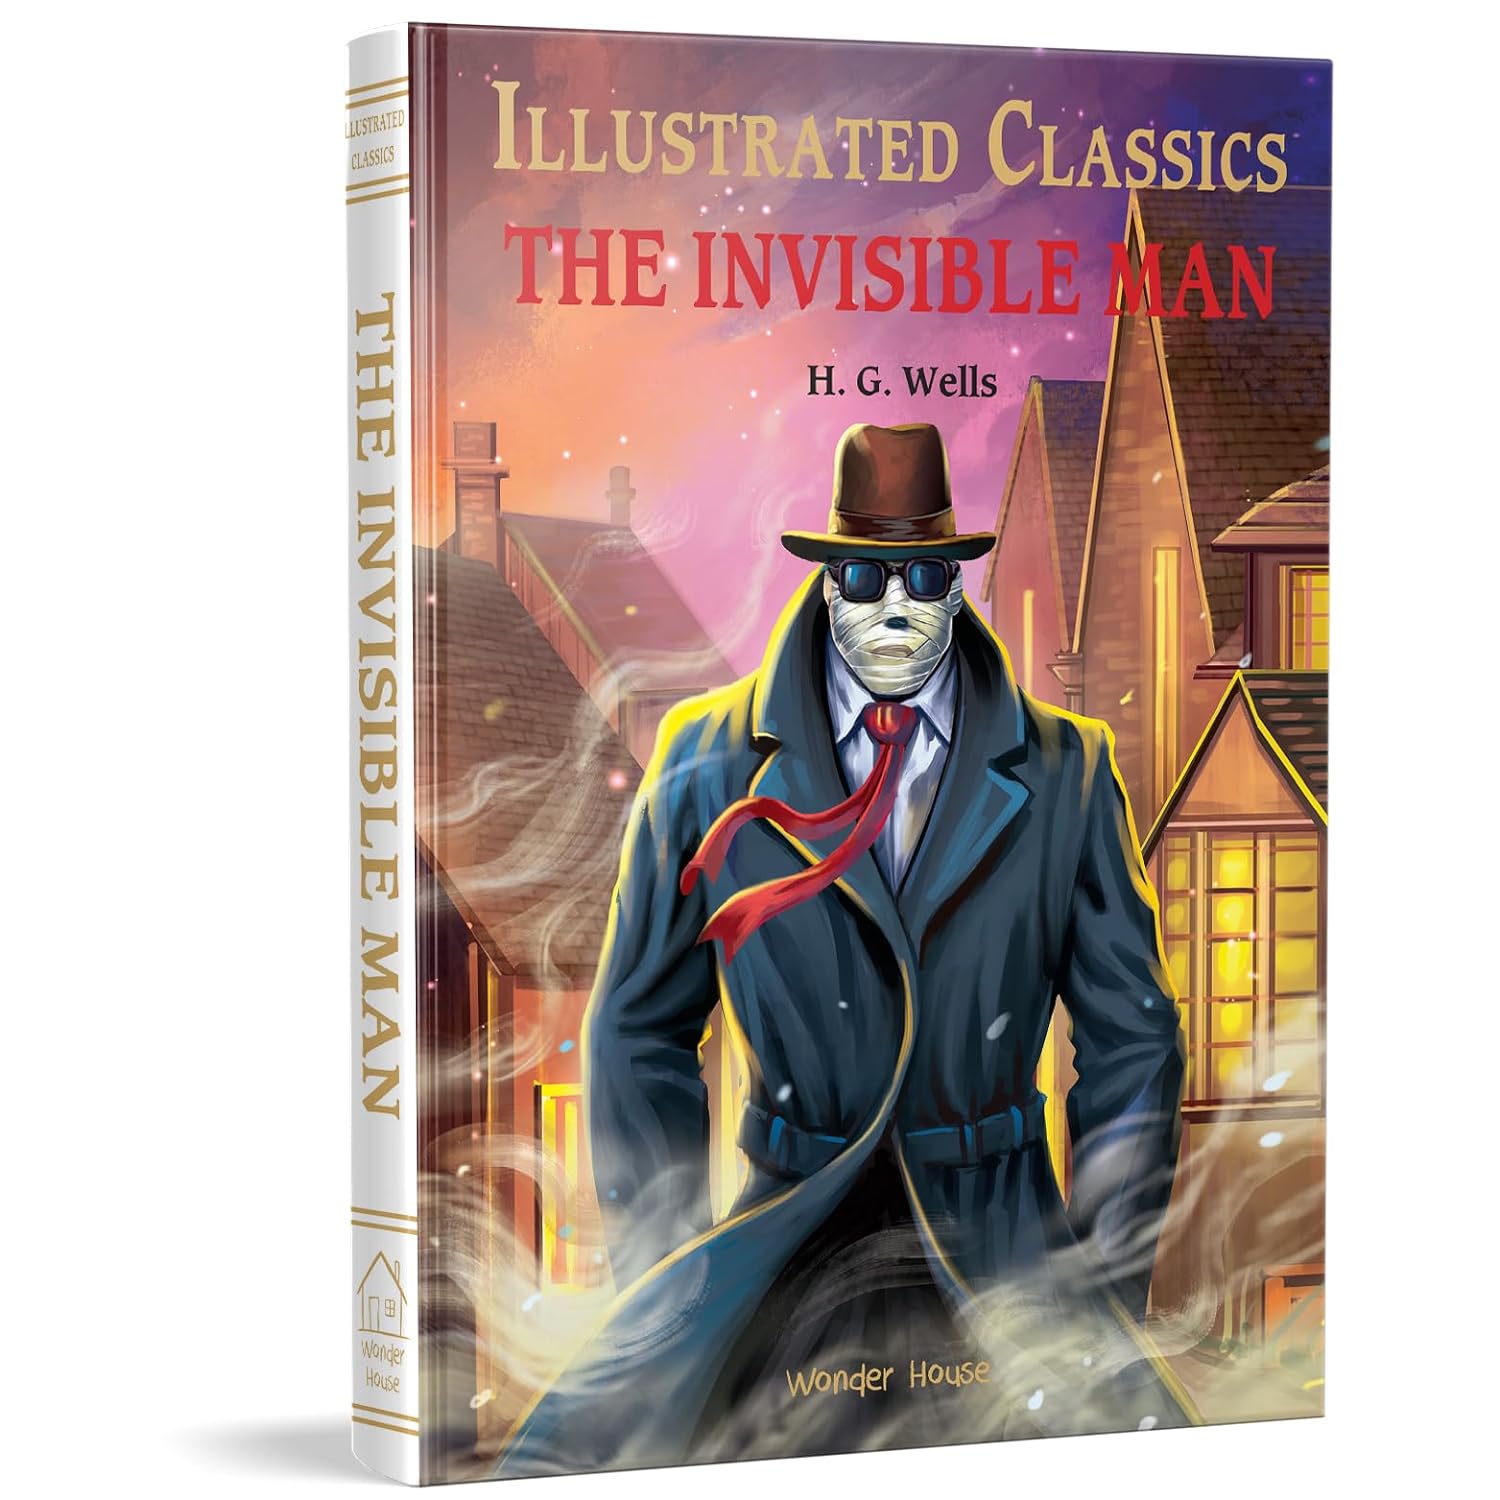 ILLUSTRATED
CLASSICS
THE INVISIBLE MAN
Wonder
House
ILLUSTRATED CLASSICS
THE INVISIBLE MAN
H. G. Wells
Wonder House